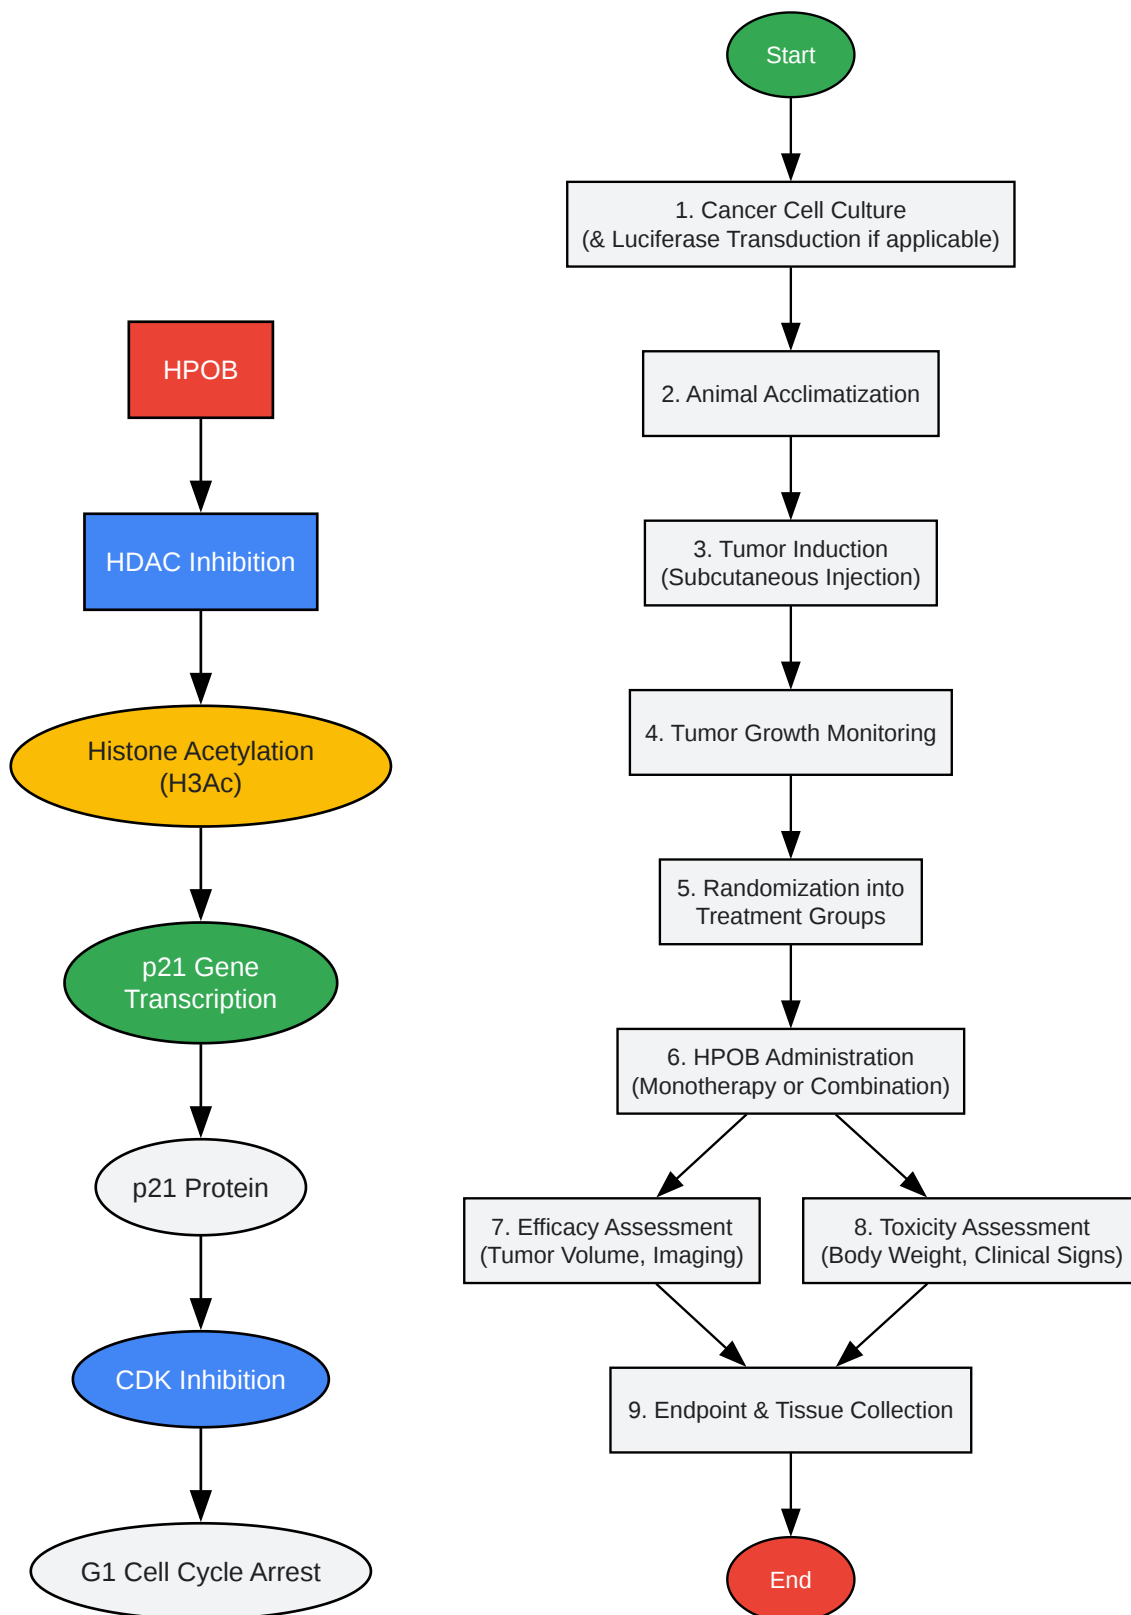 HPOB
HDAC Inhibition
Histone Acetylation
(H3Ac)
p21 Gene
Transcription
p21 Protein
CDK Inhibition
G1 Cell Cycle Arrest
Start
1. Cancer Cell Culture
(& Luciferase Transduction if applicable)
2. Animal Acclimatization
3. Tumor Induction
(Subcutaneous Injection)
4. Tumor Growth Monitoring
5. Randomization into
Treatment Groups
6. HPOB Administration
(Monotherapy or Combination)
7. Efficacy Assessment
(Tumor Volume, Imaging)
8. Toxicity Assessment
(Body Weight, Clinical Signs)
9. Endpoint & Tissue Collection
End